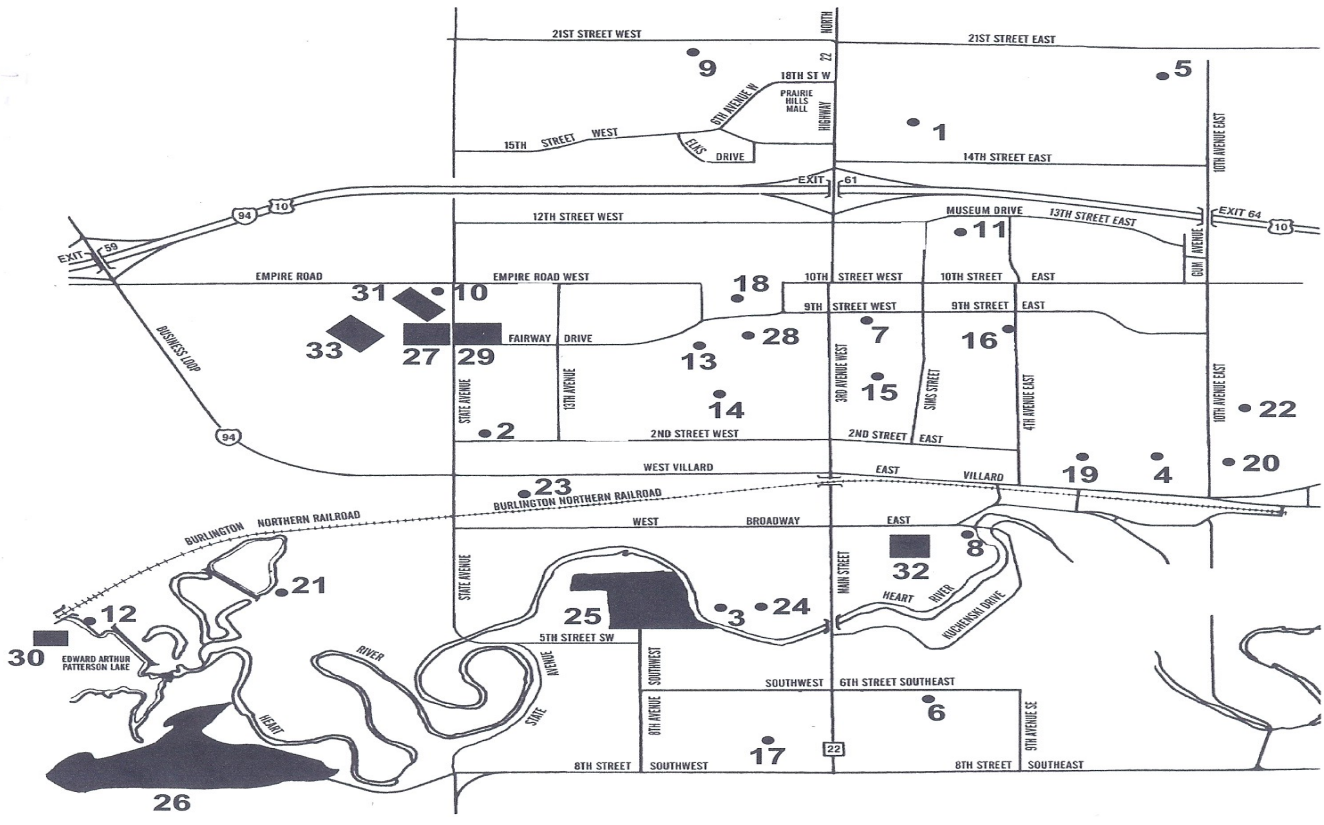 NORTH
21ST STREET WEST
21ST STREET EAST
22
9
5
18TH ST W
6TH AVENUE W
PRAIRIE
HILLS
MALL
HIGHWAY
1
10TH AVENUE EAST
15TH STREET WEST
ELKS DRIVE
14TH STREET EAST
EXIT 61
94
10
12TH STREET WEST
MUSEUM DRIVE
13TH STREET EAST
EXIT 64
10
11
GUM AVENUE
EXIT 59
EMPIRE ROAD
EMPIRE ROAD WEST
10TH STREET WEST
10TH STREET EAST
31
10
18
9TH STREET WEST
9TH STREET EAST
BUSINESS LOOP
33
27
29
FAIRWAY DRIVE
13
28
7
16
STATE AVENUE
13TH AVENUE
14
3RD AVENUE WEST
15
SIMS STREET
4TH AVENUE EAST
10TH AVENUE EAST
22
94
2
2ND STREET WEST
2ND STREET EAST
19
4
20
WEST VILLARD
EAST VILLARD
23
BURLINGTON NORTHERN RAILROAD
BURLINGTON NORTHERN RAILROAD
WEST BROADWAY EAST
8
32
21
STATE AVENUE
MAIN STREET
12
25
3
24
HEART RIVER
KUCHENSKI DRIVE
30
EDWARD ARTHUR
PATTERSON LAKE
5TH STREET SW
RIVER
HEART
STATE AVENUE
8TH AVENUE SOUTHWEST
SOUTHWEST
6TH STREET SOUTHEAST
6
9TH AVENUE SE
17
22
8TH STREET SOUTHWEST
8TH STREET SOUTHEAST
26